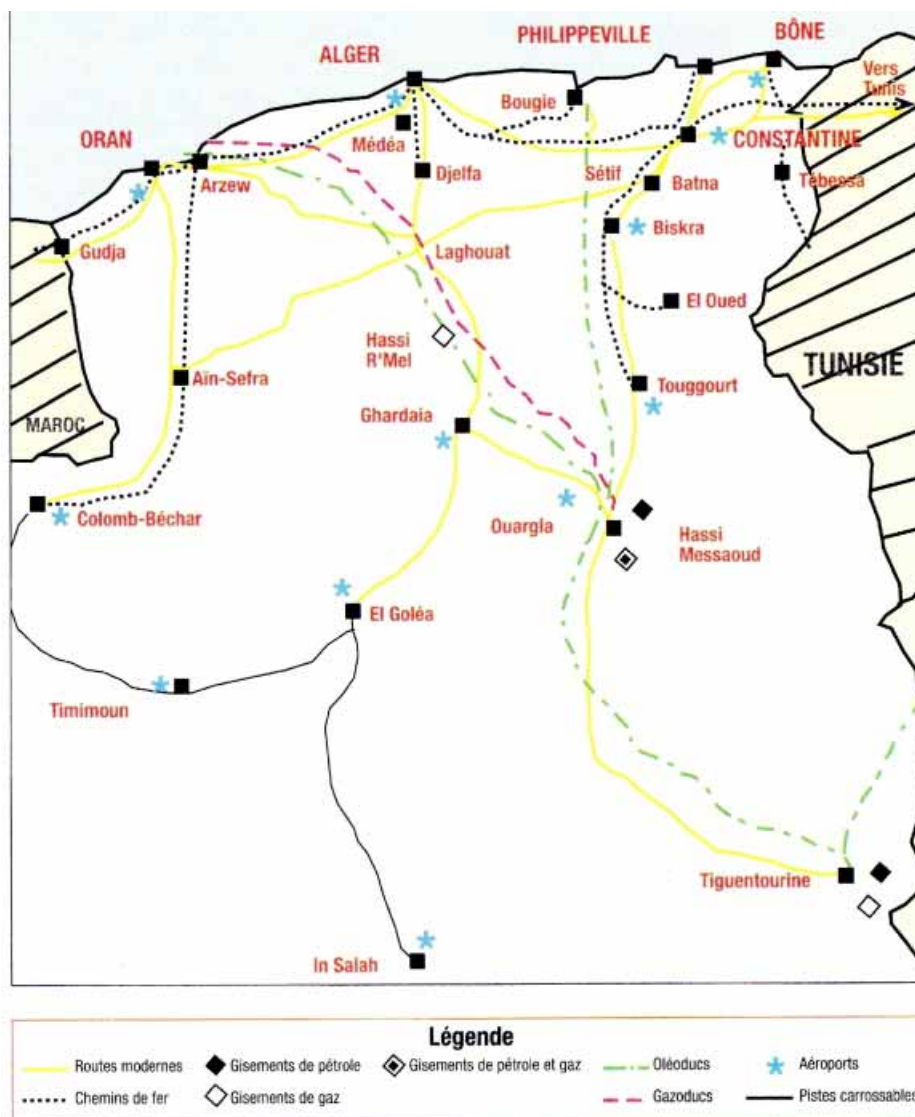 PHILIPPEVILLE
BÔNE
ALGER
Vers
Tunis
Bougie
ORAN
Médéa
CONSTANTINE
Arzew
Djelfa
Sétif
Batna
Tébessa
Biskra
Gudja
Laghouat
El Oued
Hassi
R'Mel
TUNISIE
Aïn-Sefra
Touggourt
MAROC
Ghardaia
Ouargla
Colomb-Béchar
Hassi
Messaoud
El Goléa
Timimoun
Tiguentourine
In Salah
Légende
Routes modernes
Gisements de pétrole
Gisements de pétrole et gaz
Oléoducs
Aéroports
Chemins de fer
Gisements de gaz
Gazoducs
Pistes carrossables